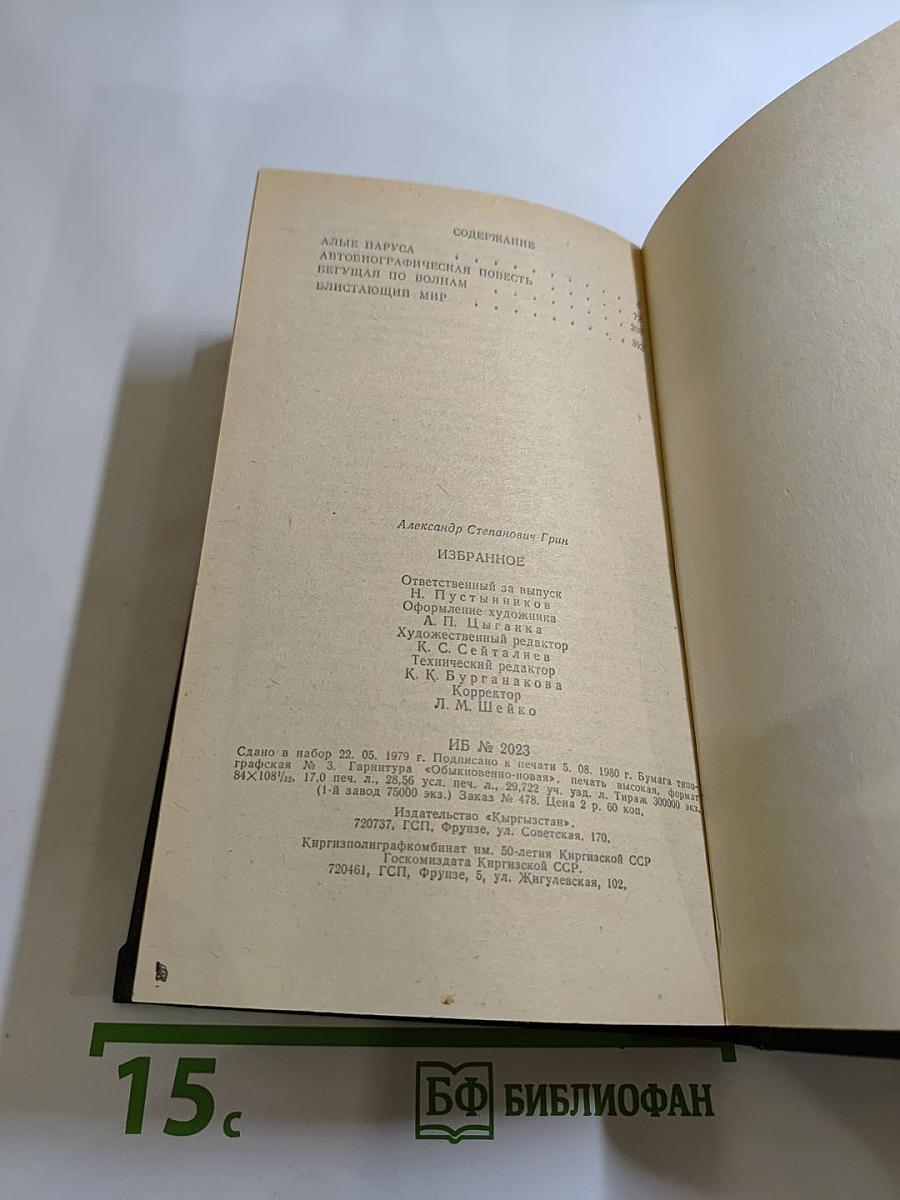 СОДЕРЖАНИЕ
АЛЫЕ ПАРУСА
АВТОБИОГРАФИЧЕСКАЯ ПОВЕСТЬ
БЕГУЩАЯ ПО ВОЛНАМ
БЛИСТАЮЩИЙ МИР
Александр Степанович Грин
ИЗБРАННОЕ
Ответственный за выпуск
Н. Пустынников
Оформление художника
А. П. Цыганка
Художественный редактор
К. С. Сейталиев
Технический редактор
К. К. Бурганакова
Корректор
Л. М. Шейко
ИБ № 2023
Сдано в набор 22. 05. 1979 г. Подписано к печати 5. 08. 1980 г. Бумага типо-
графская № 3. Гарнитура «Обыкновенно-новая», печать высокая, формат
84×108¹/₃₂, 17,0 печ. л., 28,56 усл. печ. л., 29,722 уч. увд. л. Тираж 300000 экз.
(1-й завод 75000 экз.) Заказ № 478. Цена 2 р. 60 коп.
Издательство «Қыргызстан».
720737, ГСП, Фрунзе, ул. Советская, 170.
Киргизполиграфкомбинат им. 50-летия Киргизской ССР
Госкомиздата Киргизской ССР.
720461, ГСП, Фрунзе, 5, ул. Жигулевская, 102.
15 с
БФ БИБЛИОФАН